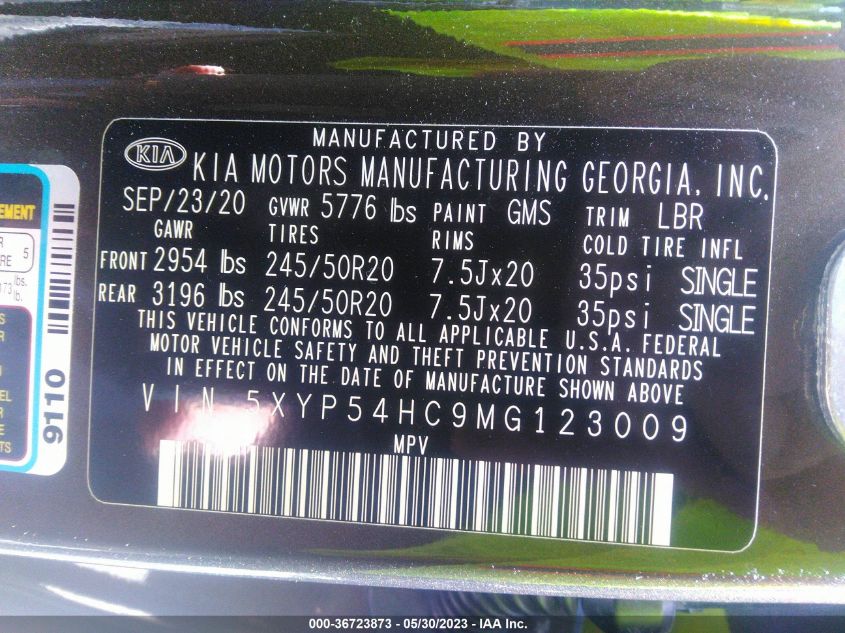 MANUFACTURED BY
KIA KIA MOTORS MANUFACTURING GEORGIA, INC.
SEP/23/20 GVWR 5776 lbs PAINT GMS TRIM LBR
GAWR TIRES RIMS COLD TIRE INFL
FRONT 2954 lbs 245/50R20 7.5Jx20 35psi SINGLE
REAR 3196 lbs 245/50R20 7.5Jx20 35psi SINGLE
THIS VEHICLE CONFORMS TO ALL APPLICABLE U.S.A. FEDERAL
MOTOR VEHICLE SAFETY AND THEFT PREVENTION STANDARDS
IN EFFECT ON THE DATE OF MANUFACTURE SHOWN ABOVE
VIN 5XYP54HC9MG123009
MPV
5
lbs.
lb.
9110
000-36723873 - 05/30/2023 - IAA Inc.